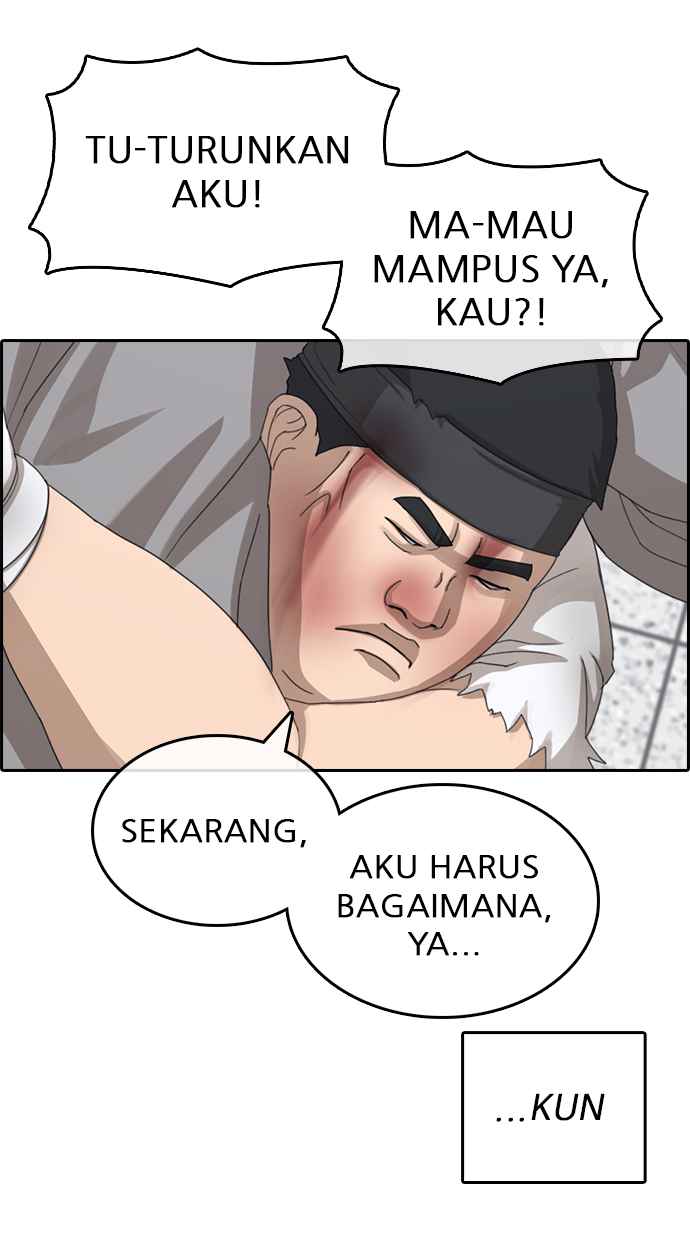 TU-TURUNKAN
AKU!
MA-MAU
MAMPUS YA,
KAU?!
SEKARANG,
AKU HARUS
BAGAIMANA,
YA...
...KUN